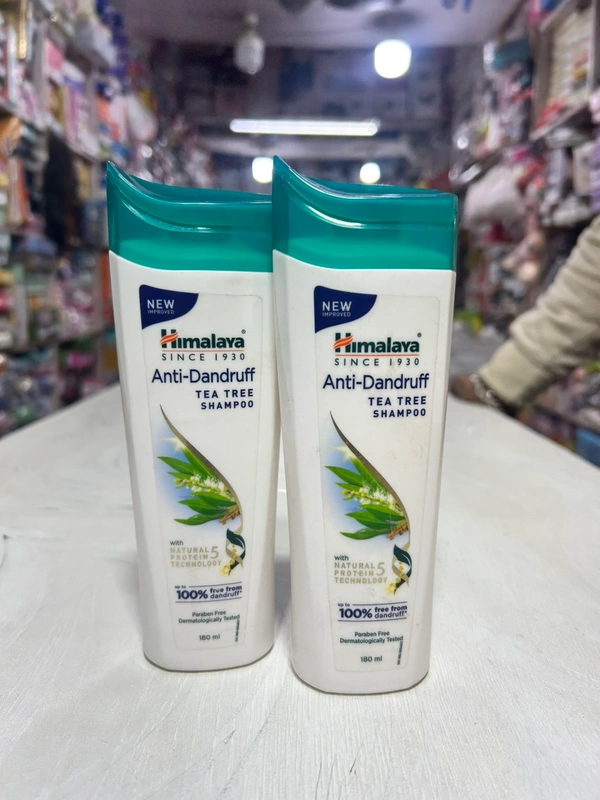 NEW
IMPROVED
Himalaya®
SINCE 1930
Anti-Dandruff
TEA TREE
SHAMPOO
with
NATURAL 5
PROTEIN
TECHNOLOGY
up to
100% free from
dandruff*
Paraben Free
Dermatologically Tested
180 ml
NEW
IMPROVED
Himalaya®
SINCE 1930
Anti-Dandruff
TEA TREE
SHAMPOO
with
NATURAL 5
PROTEIN
TECHNOLOGY
up to
100% free from
dandruff*
Paraben Free
Dermatologically Tested
180 ml